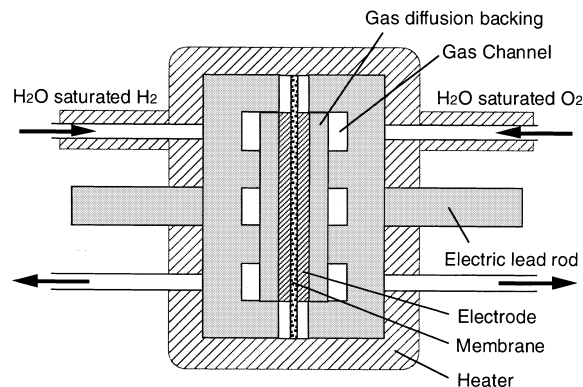 Gas diffusion backing
Gas Channel
H2O saturated H2
H2O saturated O2
Electric lead rod
Electrode
Membrane
Heater